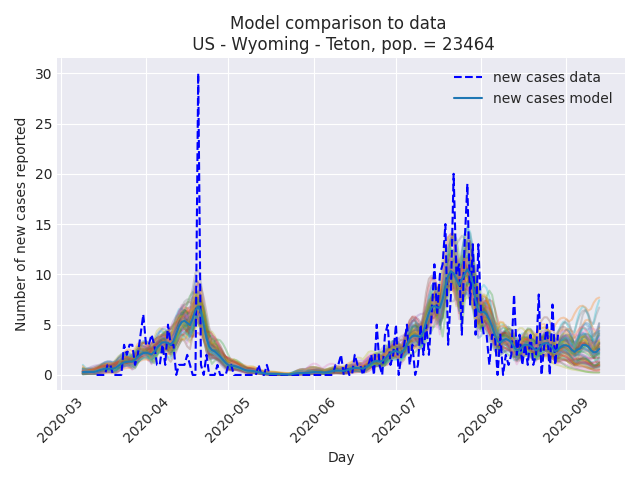 Model comparison to data
US - Wyoming - Teton, pop. = 23464
new cases data
new cases model
Number of new cases reported
30
25
20
15
10
5
0
2020-03
2020-04
2020-05
2020-06
2020-07
2020-08
2020-09
Day